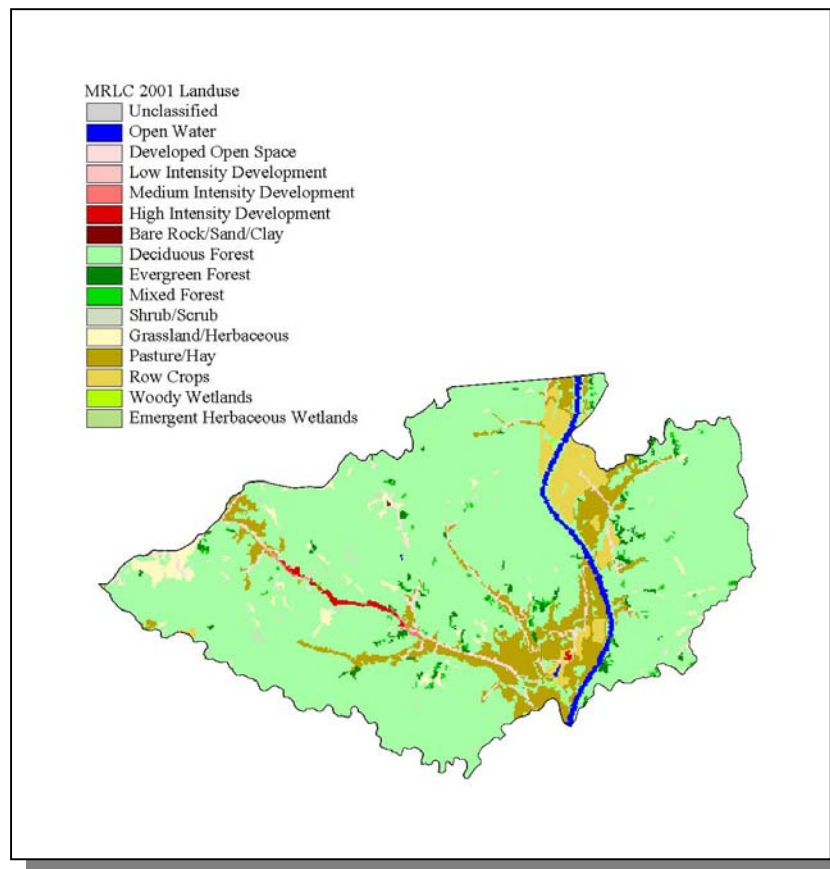 MRLC 2001 Landuse
Unclassified
Open Water
Developed Open Space
Low Intensity Development
Medium Intensity Development
High Intensity Development
Bare Rock/Sand/Clay
Deciduous Forest
Evergreen Forest
Mixed Forest
Shrub/Scrub
Grassland/Herbaceous
Pasture/Hay
Row Crops
Woody Wetlands
Emergent Herbaceous Wetlands